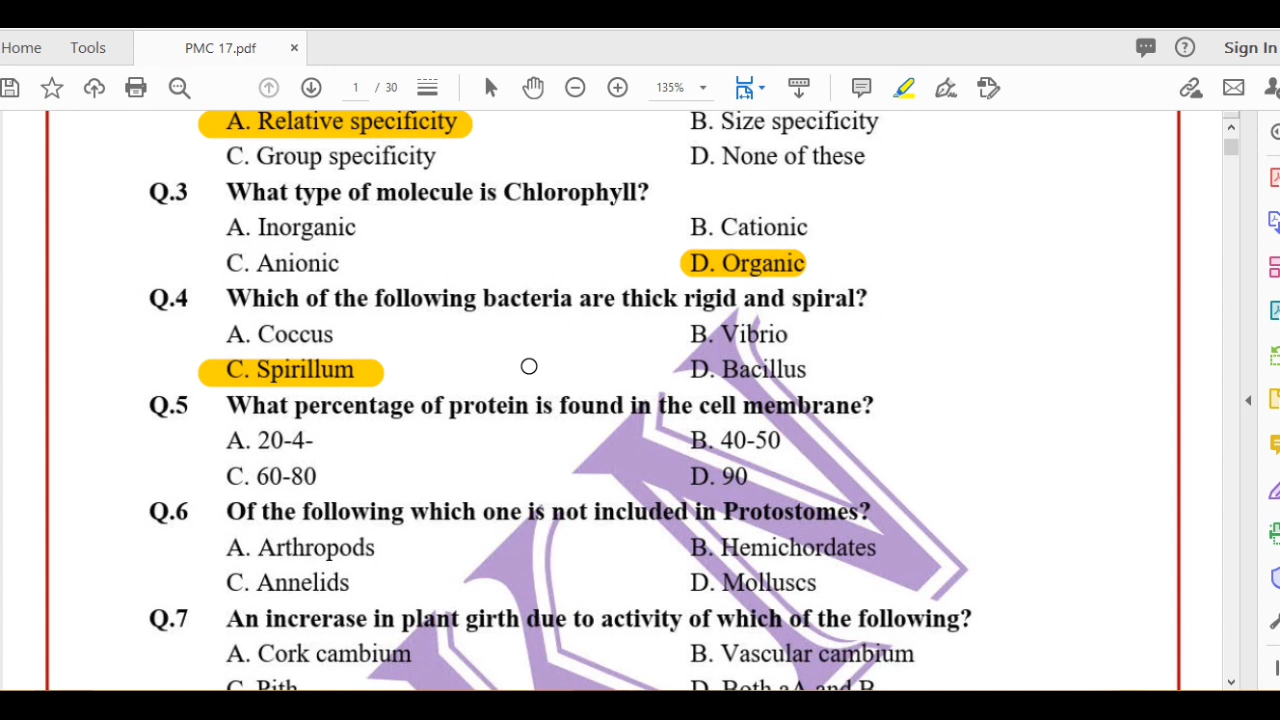 Home Tools PMC 17.pdf × Sign In
1 / 30 135%
A. Relative specificity B. Size specificity
C. Group specificity D. None of these
Q.3 What type of molecule is Chlorophyll?
A. Inorganic B. Cationic
C. Anionic D. Organic
Q.4 Which of the following bacteria are thick rigid and spiral?
A. Coccus B. Vibrio
C. Spirillum D. Bacillus
Q.5 What percentage of protein is found in the cell membrane?
A. 20-4- B. 40-50
C. 60-80 D. 90
Q.6 Of the following which one is not included in Protostomes?
A. Arthropods B. Hemichordates
C. Annelids D. Molluscs
Q.7 An increrase in plant girth due to activity of which of the following?
A. Cork cambium B. Vascular cambium
C. Pith D. Both aA and B